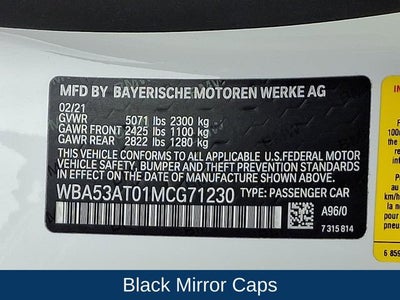 MFD BY BAYERISCHE MOTOREN WERKE AG
02/21
GVWR 5071 lbs 2300 kg
GAWR FRONT 2425 lbs 1100 kg
GAWR REAR 2822 lbs 1280 kg
THIS VEHICLE CONFORMS TO ALL APPLICABLE U.S.FEDERAL MOTOR
VEHICLE SAFETY, BUMPER, AND THEFT PREVENTION STANDARDS
IN EFFECT ON THE DATE OF MANUFACTURE SHOWN ABOVE.
WBA53AT01MCG71230 TYPE: PASSENGER CAR
A96/0
7 315 814
Black Mirror Caps